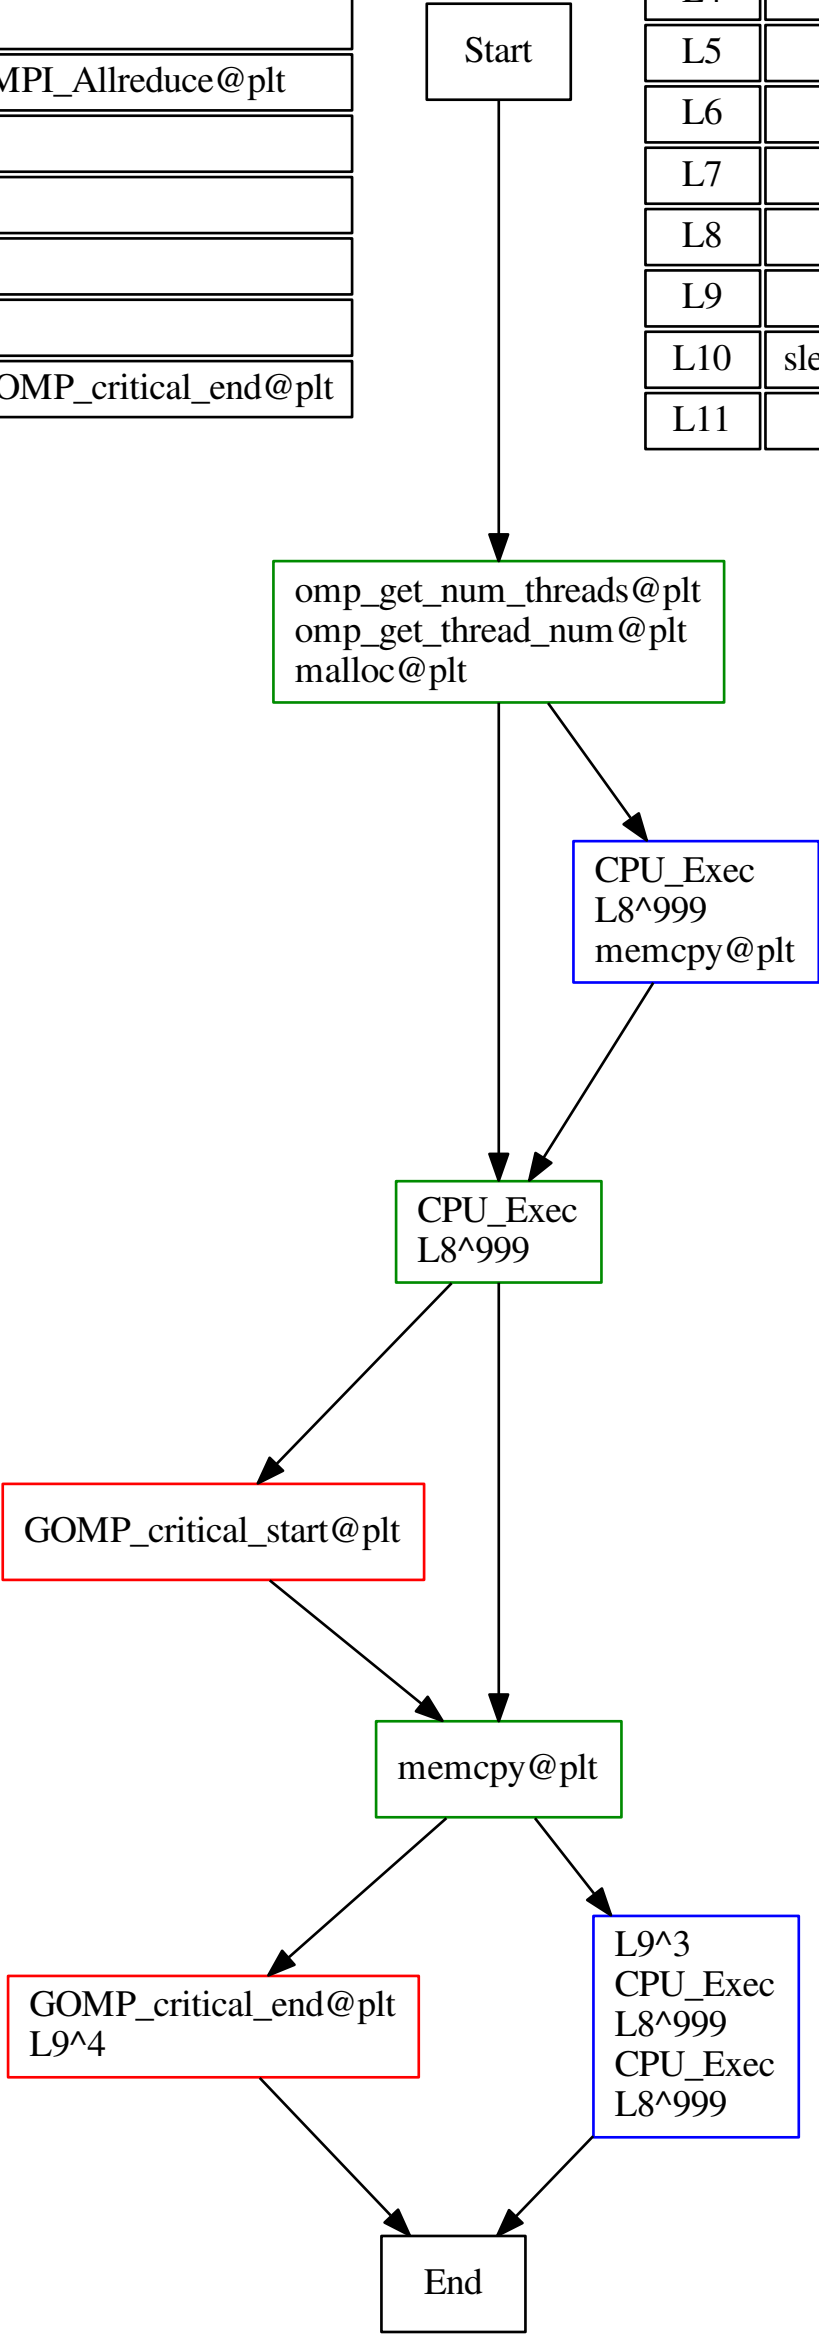 MPI_Allreduce@plt
OMP_critical_end@plt
Start
L5
L6
L7
L8
L9
L10
L11
omp_get_num_threads@plt
omp_get_thread_num@plt
malloc@plt
CPU_Exec
L8^999
memcpy@plt
CPU_Exec
L8^999
GOMP_critical_start@plt
memcpy@plt
GOMP_critical_end@plt
L9^4
L9^3
CPU_Exec
L8^999
CPU_Exec
L8^999
End